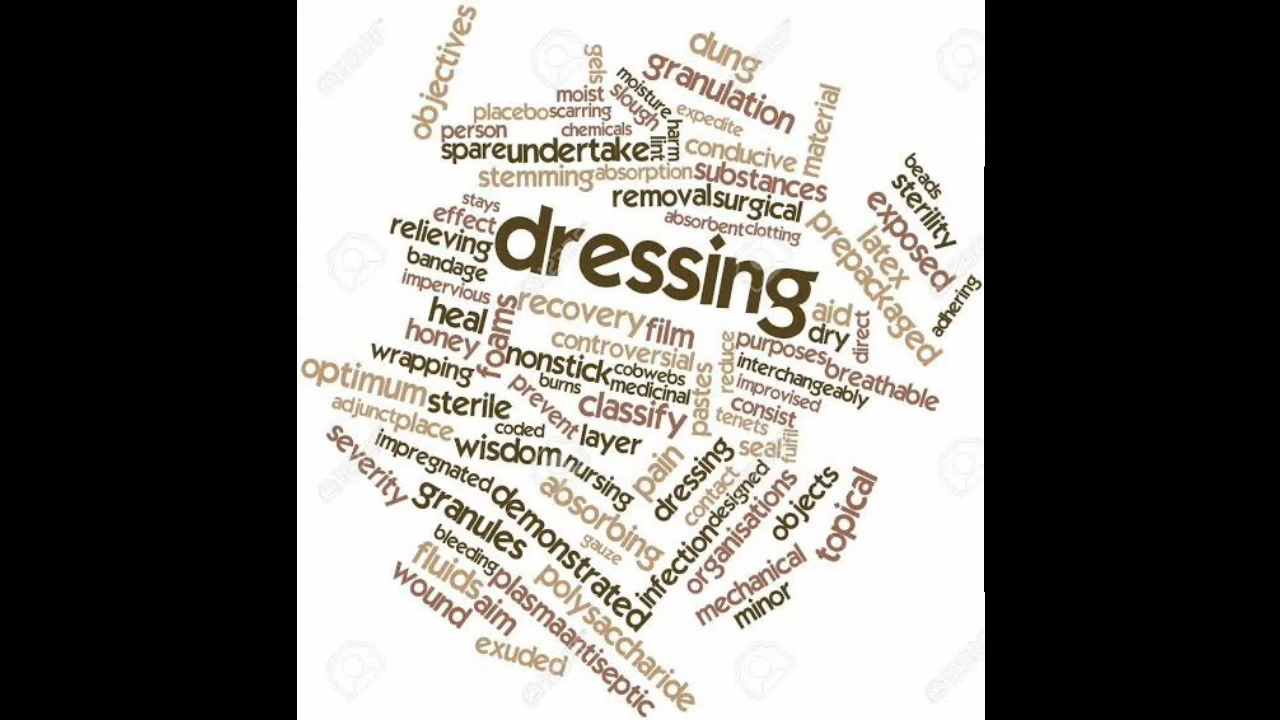 objectives
dung
gels
granulation
moisture
moist
slough
material
placebo
scarring
expedite
person
chemicals
harm
lint
spare
undertake
conducive
beads
stemming
absorption
substances
sterility
removal
surgical
exposed
stays
effect
absorbent
clotting
prepackaged
latex
relieving
dressing
bandage
adhering
impervious
recovery
aid
heal
foams
film
dry
direct
honey
controversial
reduce
purposes
wrapping
nonstick
cobwebs
interchangeably
breathable
optimum
burns
medicinal
pastes
improvised
sterile
prevent
classify
consist
adjunct
place
coded
layer
tenets
fulfil
severity
impregnated
wisdom
nursing
pain
dressing
seal
contact
designed
granules
demonstrated
absorbing
organisations
objects
topical
bleeding
gauze
infection
fluids
polysaccharide
mechanical
wound
aim
plasma
minor
exuded
antiseptic